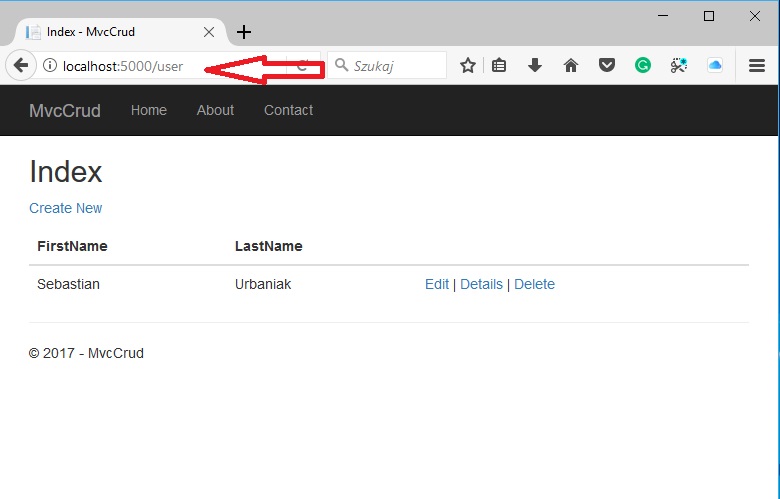 Index - MvcCrud
localhost:5000/user
Szukaj
MvcCrud Home About Contact
Index
Create New
FirstName LastName
Sebastian Urbaniak Edit | Details | Delete
© 2017 - MvcCrud